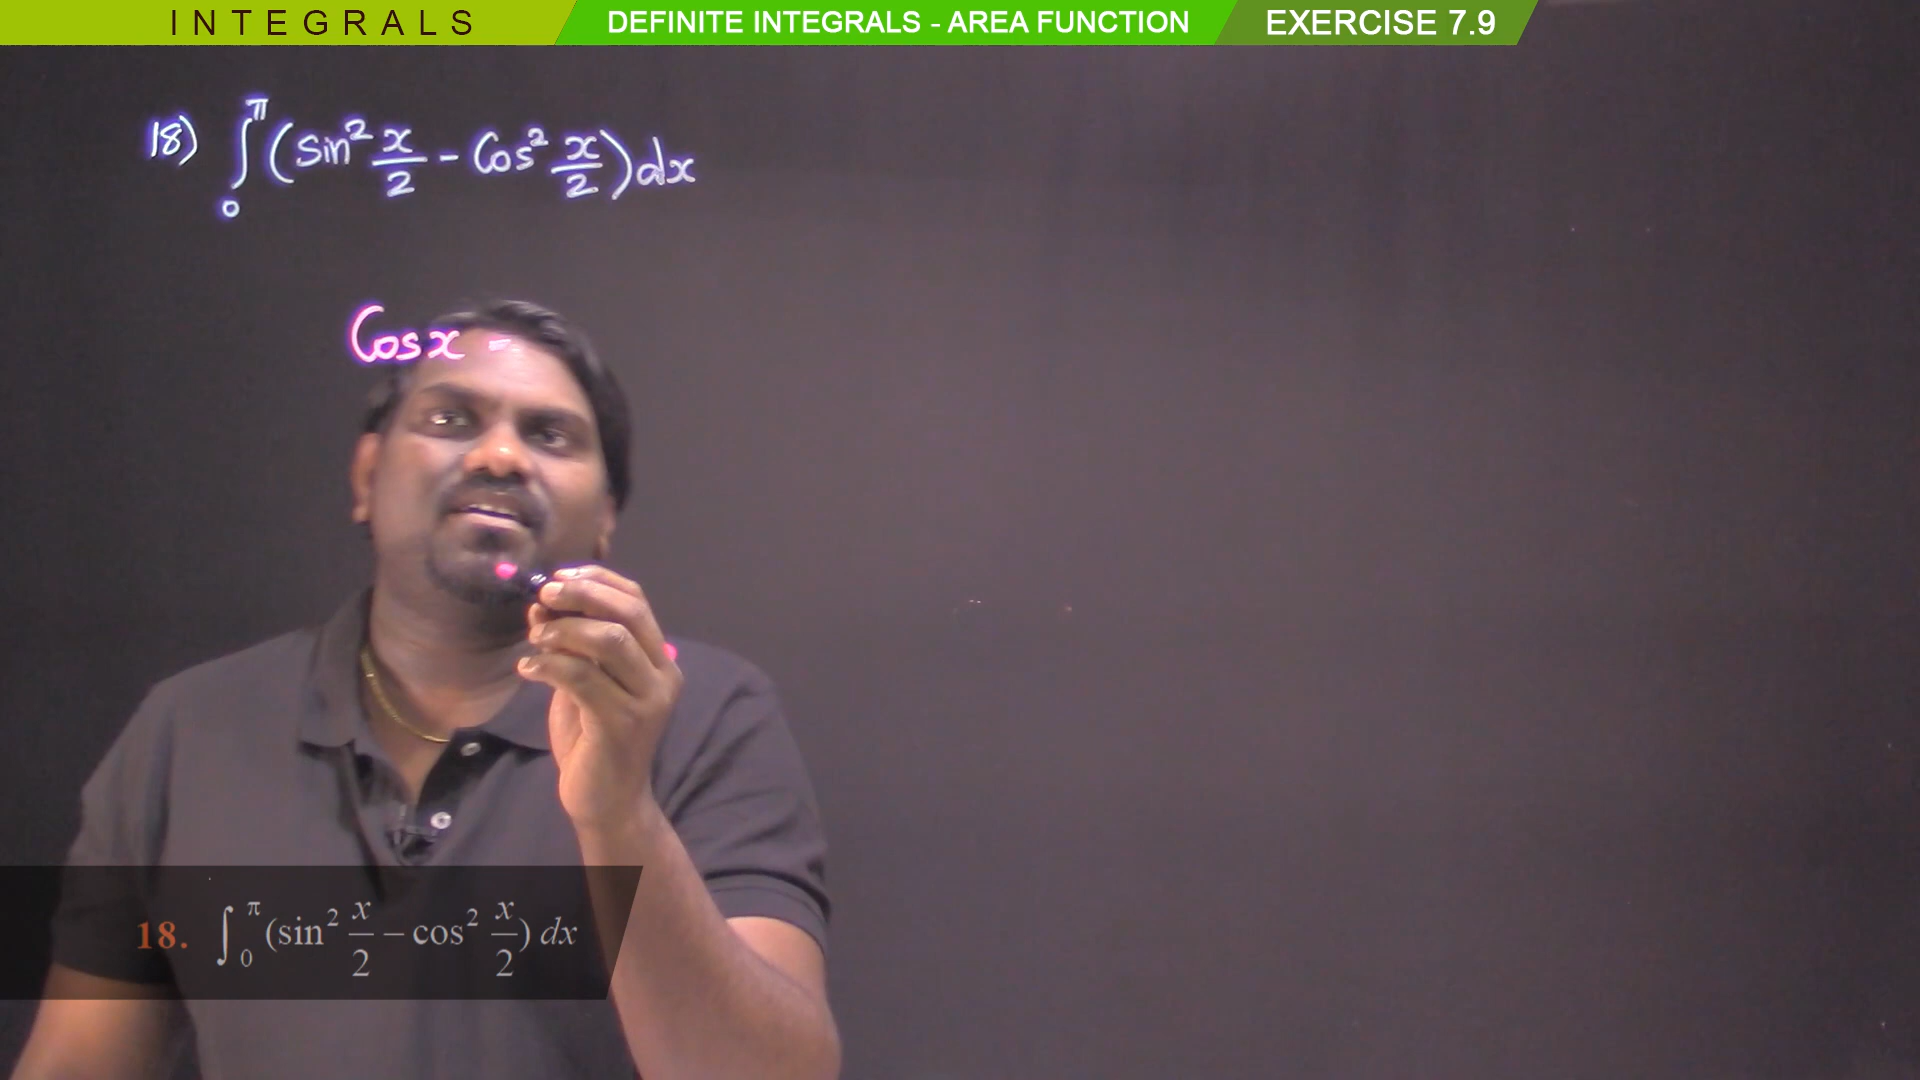 INTEGRALS DEFINITE INTEGRALS - AREA FUNCTION EXERCISE 7.9
18) ∫₀^π (sin² x/2 - Cos² x/2) dx
Cos x =
18. ∫₀^π (sin² x/2 – cos² x/2) dx